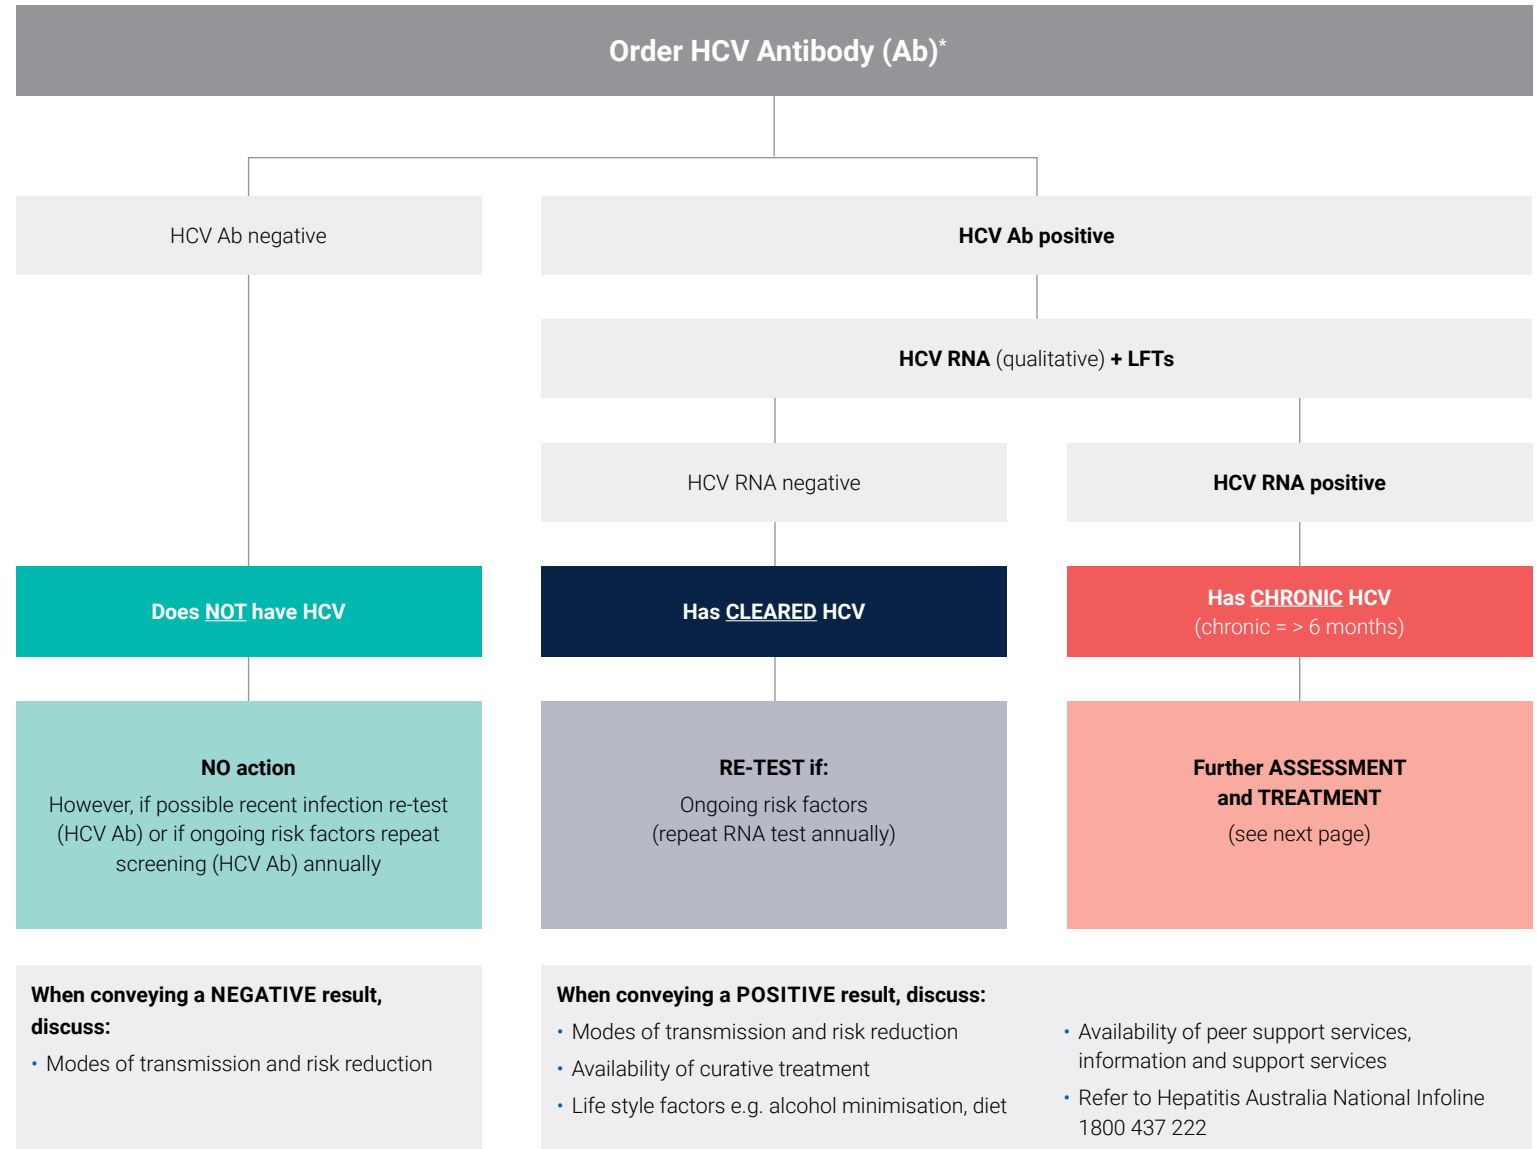 Order HCV Antibody (Ab)*
HCV Ab negative
HCV Ab positive
HCV RNA (qualitative) + LFTs
HCV RNA negative
HCV RNA positive
Does NOT have HCV
Has CLEARED HCV
Has CHRONIC HCV
(chronic = > 6 months)
NO action
However, if possible recent infection re-test
(HCV Ab) or if ongoing risk factors repeat
screening (HCV Ab) annually
RE-TEST if:
Ongoing risk factors
(repeat RNA test annually)
Further ASSESSMENT
and TREATMENT
(see next page)
When conveying a NEGATIVE result,
discuss:
• Modes of transmission and risk reduction
When conveying a POSITIVE result, discuss:
• Modes of transmission and risk reduction
• Availability of curative treatment
• Life style factors e.g. alcohol minimisation, diet
• Availability of peer support services,
information and support services
• Refer to Hepatitis Australia National Infoline
1800 437 222